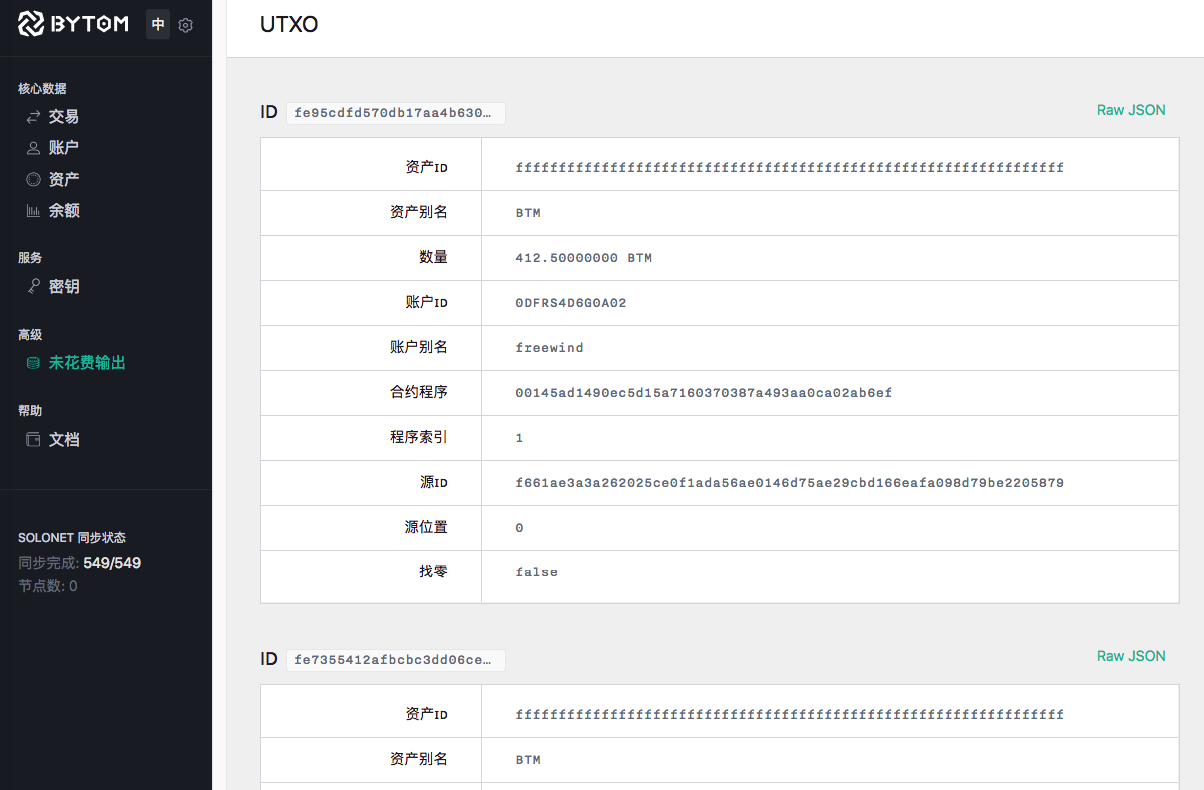 BYTOM 中
核心数据
交易
账户
资产
余额
服务
密钥
高级
未花费输出
帮助
文档
SOLONET 同步状态
同步完成: 549/549
节点数: 0
UTXO
ID fe95cdfd570db17aa4b630… Raw JSON
资产ID ffffffffffffffffffffffffffffffffffffffffffffffffffffffffffffffff
资产别名 BTM
数量 412.50000000 BTM
账户ID 0DFRS4D6G0A02
账户别名 freewind
合约程序 00145ad1490ec5d15a7160370387a493aa0ca02ab6ef
程序索引 1
源ID f661ae3a3a262025ce0f1ada56ae0146d75ae29cbd166eafa098d79be2205879
源位置 0
找零 false
ID fe7355412afbcbc3dd06ce… Raw JSON
资产ID ffffffffffffffffffffffffffffffffffffffffffffffffffffffffffffffff
资产别名 BTM